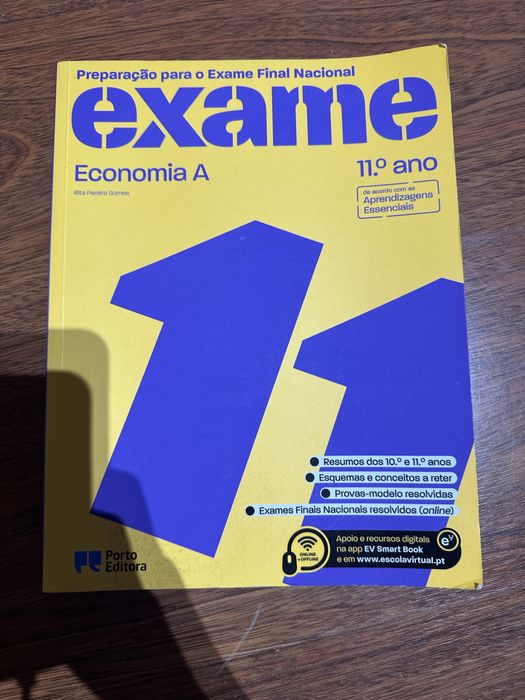 Preparação para o Exame Final Nacional
exame
Economia A
11.º ano
Rita Pereira Gomes
de acordo com as
Aprendizagens
Essenciais
11
Resumos dos 10.º e 11.º anos
Esquemas e conceitos a reter
Provas-modelo resolvidas
Exames Finais Nacionais resolvidos (online)
Porto
Editora
ONLINE
+OFFLINE
Apoio e recursos digitais
na app EV Smart Book
e em www.escolavirtual.pt
ev